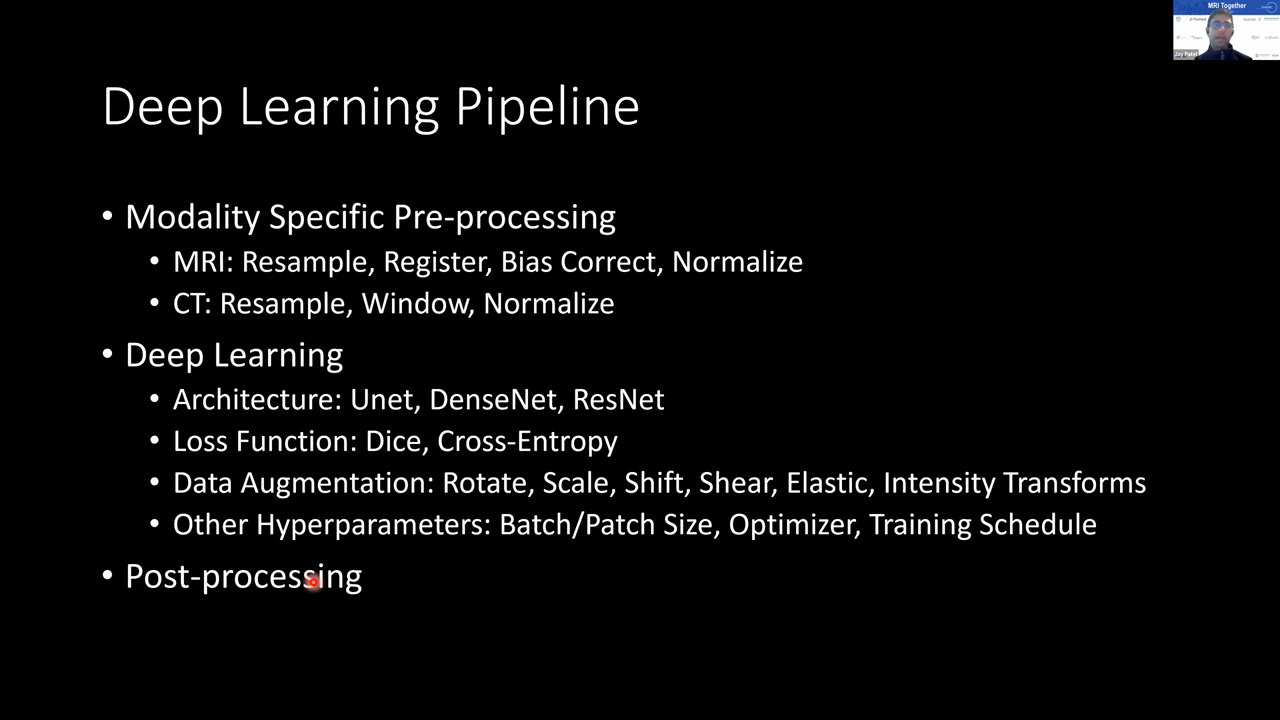 MRI Together
Jay Patel
Deep Learning Pipeline
• Modality Specific Pre-processing
• MRI: Resample, Register, Bias Correct, Normalize
• CT: Resample, Window, Normalize
• Deep Learning
• Architecture: Unet, DenseNet, ResNet
• Loss Function: Dice, Cross-Entropy
• Data Augmentation: Rotate, Scale, Shift, Shear, Elastic, Intensity Transforms
• Other Hyperparameters: Batch/Patch Size, Optimizer, Training Schedule
• Post-processing